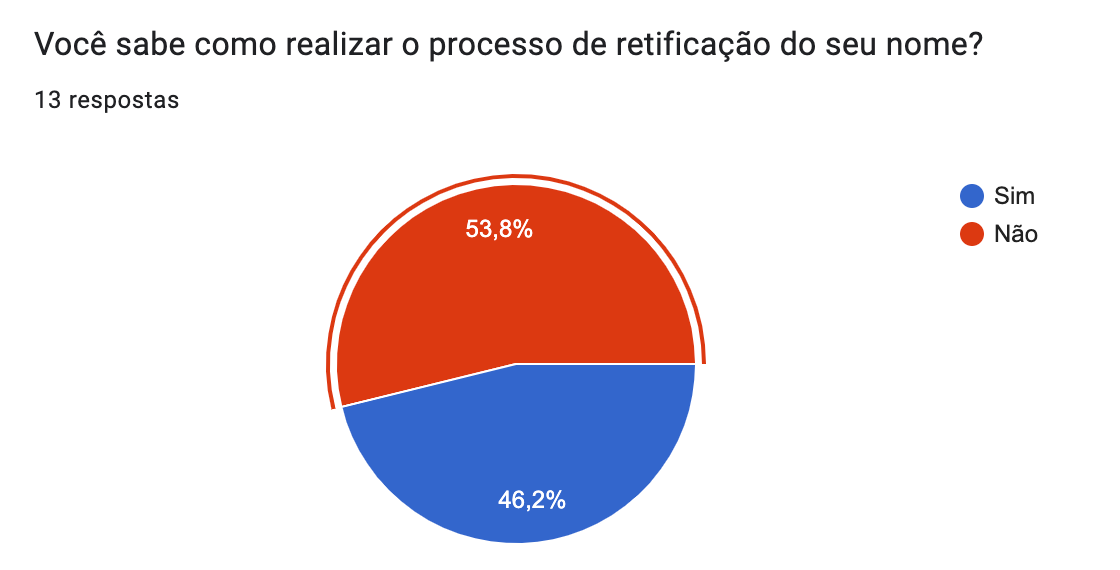 Você sabe como realizar o processo de retificação do seu nome?
13 respostas
Sim
Não
53,8%
46,2%